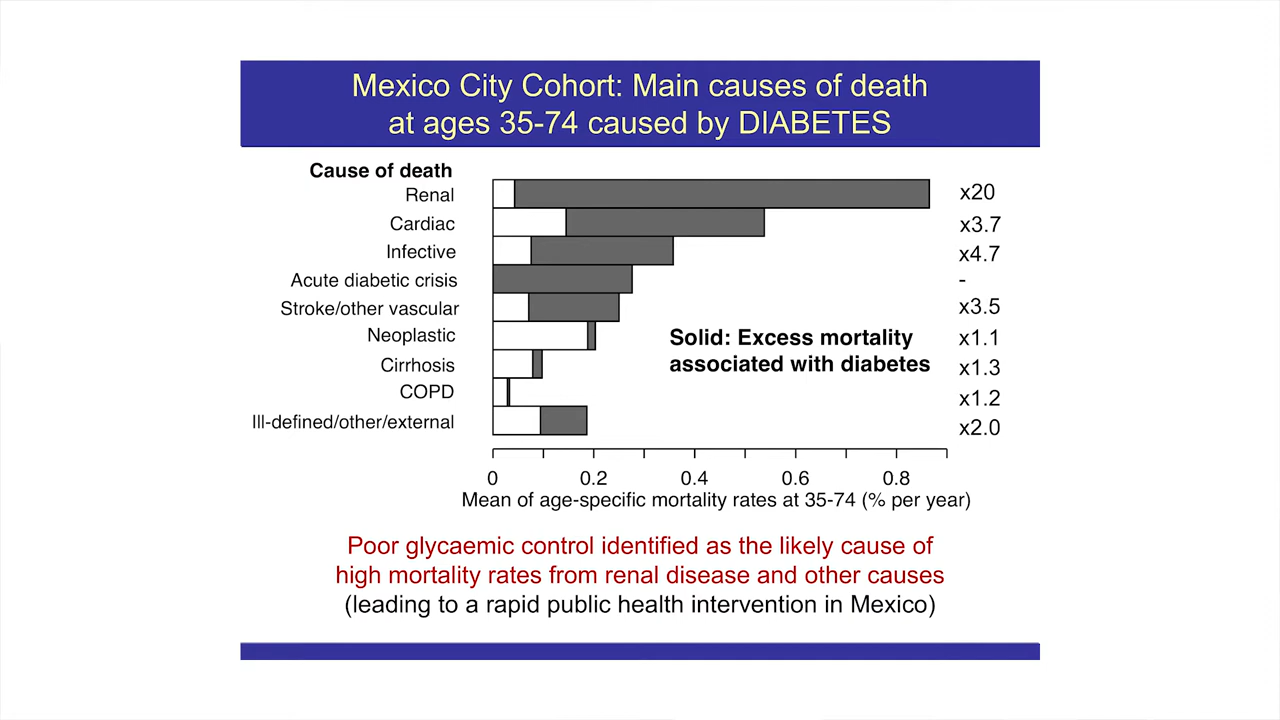 Mexico City Cohort: Main causes of death
at ages 35-74 caused by DIABETES
Cause of death
Renal x20
Cardiac x3.7
Infective x4.7
Acute diabetic crisis -
Stroke/other vascular x3.5
Neoplastic x1.1
Solid: Excess mortality
associated with diabetes
Cirrhosis x1.3
COPD x1.2
Ill-defined/other/external x2.0
0 0.2 0.4 0.6 0.8
Mean of age-specific mortality rates at 35-74 (% per year)
Poor glycaemic control identified as the likely cause of
high mortality rates from renal disease and other causes
(leading to a rapid public health intervention in Mexico)